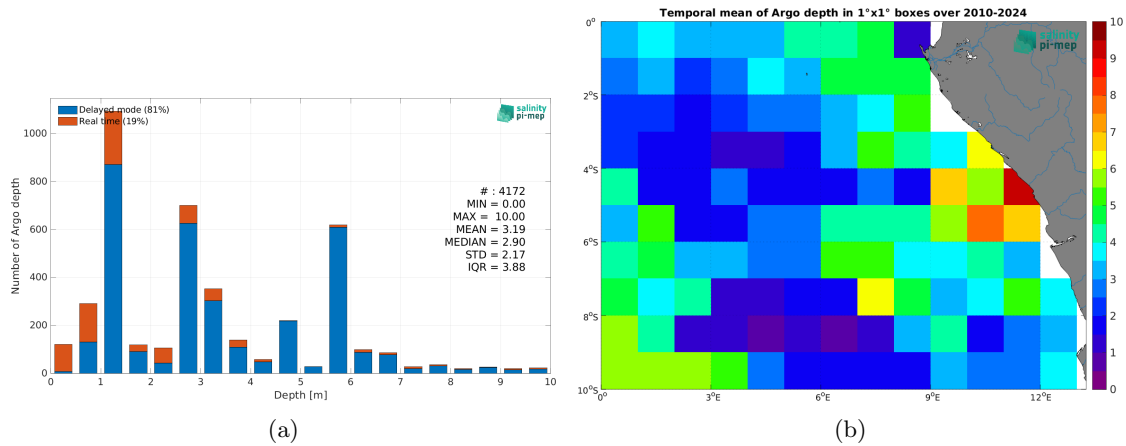 Temporal mean of Argo depth in 1°x1° boxes over 2010-2024
Delayed mode (81%)
Real time (19%)
salinity
pi-mep
# : 4172
MIN = 0.00
MAX = 10.00
MEAN = 3.19
MEDIAN = 2.90
STD = 2.17
IQR = 3.88
Number of Argo depth
1000
800
600
400
200
0
0 1 2 3 4 5 6 7 8 9 10
Depth [m]
(a)
salinity
pi-mep
0°
2°S
4°S
6°S
8°S
10°S
0° 3°E 6°E 9°E 12°E
10
9
8
7
6
5
4
3
2
1
0
(b)